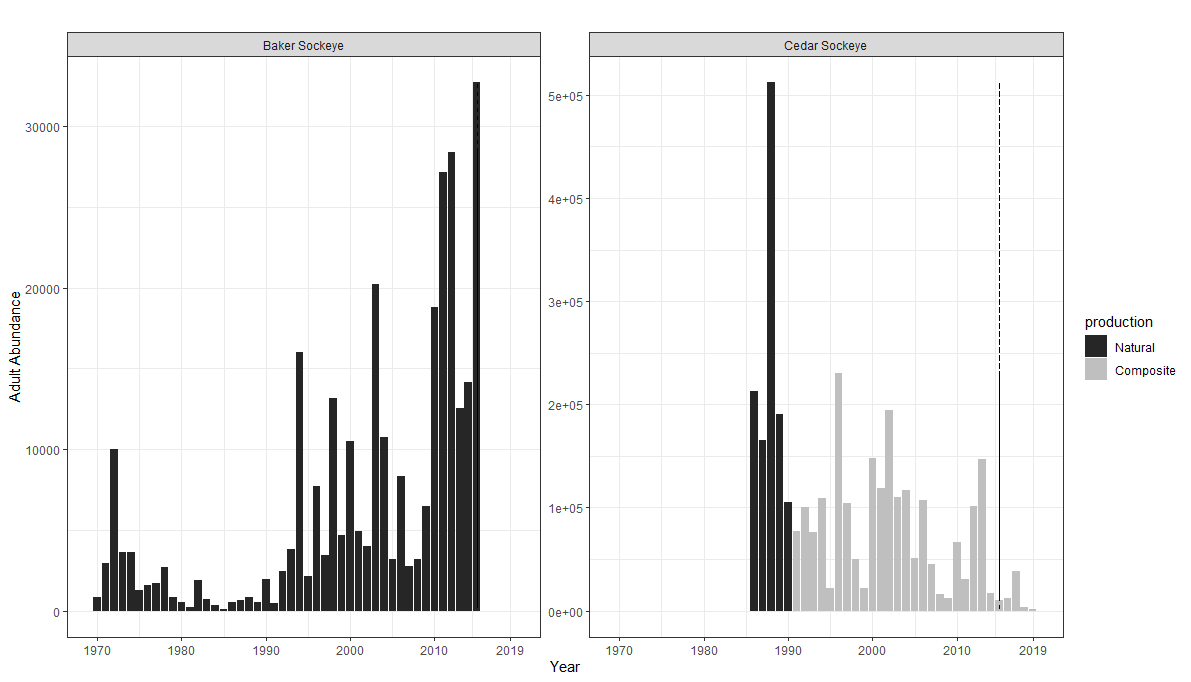 Baker Sockeye
Cedar Sockeye
Adult Abundance
30000
20000
10000
0
5e+05
4e+05
3e+05
2e+05
1e+05
0e+00
1970 1980 1990 2000 2010 2019
1970 1980 1990 2000 2010 2019
Year
production
Natural
Composite